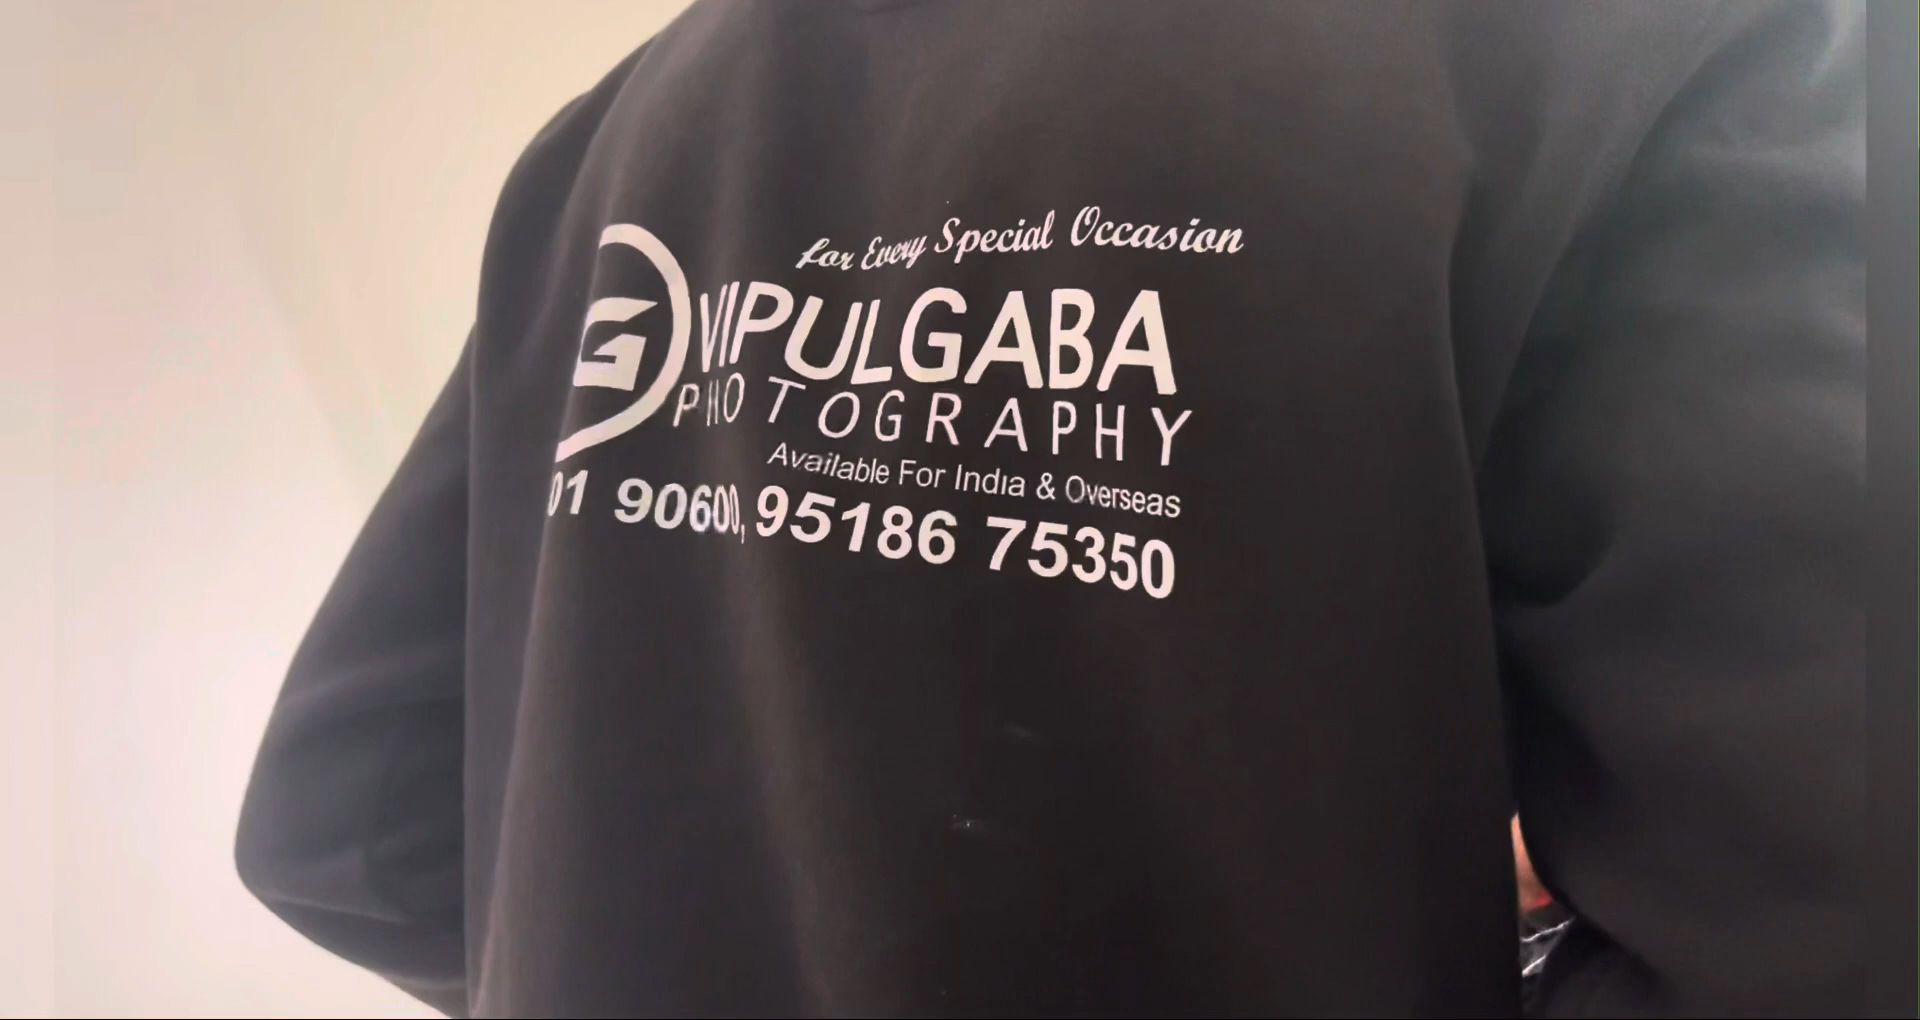 For Every Special Occasion
G
VIPULGABA
PHOTOGRAPHY
Available For India & Overseas
01 90600, 95186 75350